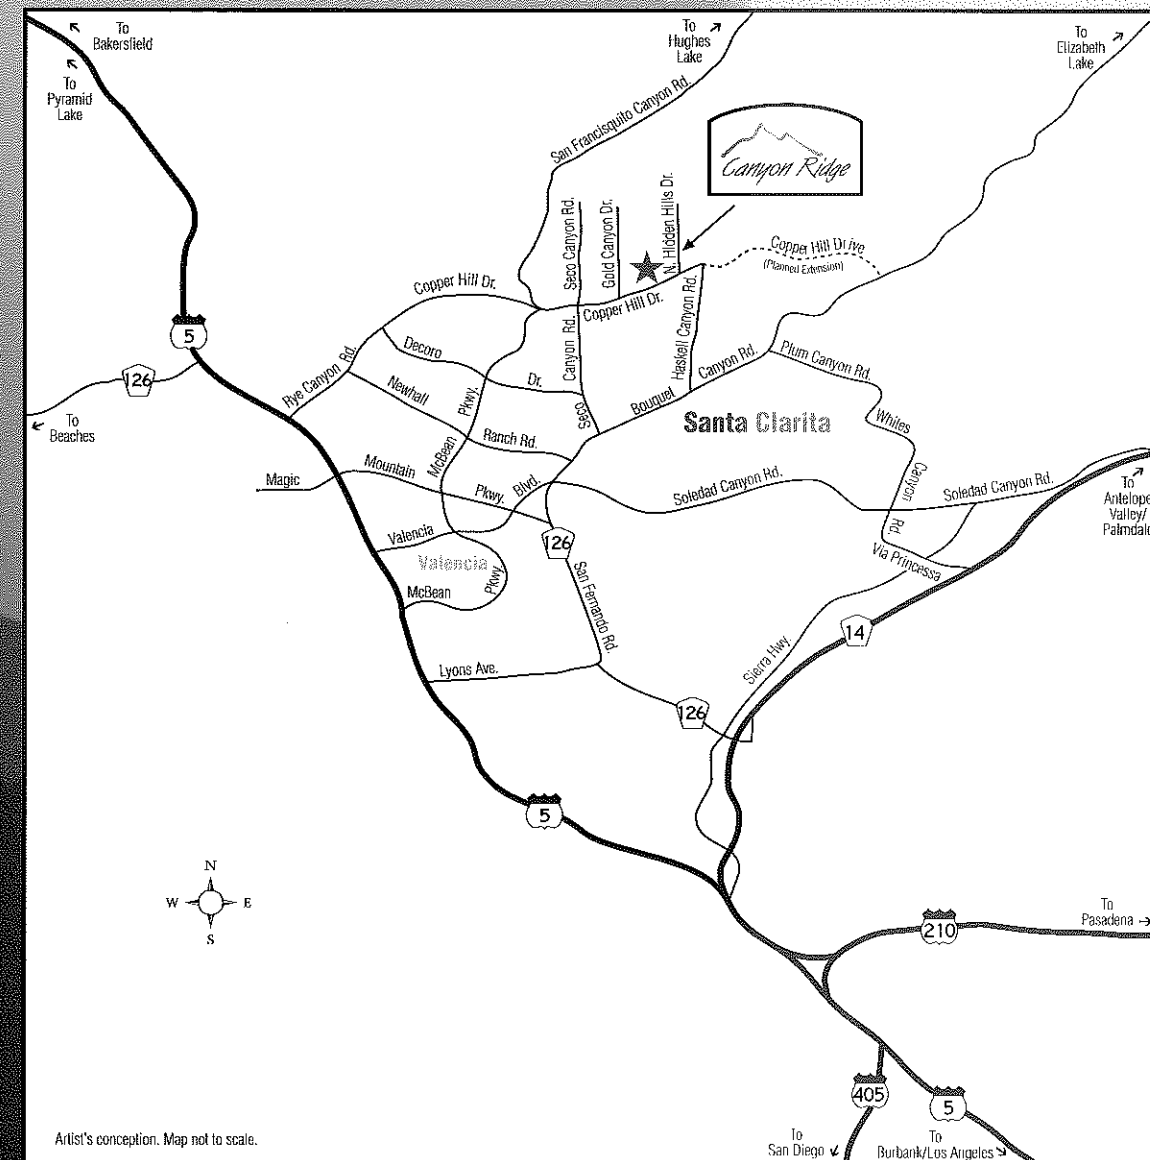 To
Bakersfield
To
Pyramid
Lake
To
Hughes
Lake
To
Elizabeth
Lake
San Francisquito Canyon Rd.
Canyon Ridge
Seco Canyon Rd.
Gold Canyon Dr.
N. Hidden Hills Dr.
Copper Hill Drive
(Planned Extension)
Copper Hill Dr.
Copper Hill Dr.
Haskell Canyon Rd.
5
126
To
Beaches
Rye Canyon Rd.
Decoro
Dr.
Newhall
Ranch Rd.
McBean
Pkwy.
Seco
Canyon Rd.
Bouquet
Canyon Rd.
Plum Canyon Rd.
Whites
Canyon
Rd.
Santa Clarita
Magic
Mountain
Pkwy.
Valencia
Blvd.
Soledad Canyon Rd.
Soledad Canyon Rd.
To
Antelope
Valley/
Palmdale
126
Valencia
McBean
Pkwy.
San Fernando Rd.
Via Princessa
14
Sierra Hwy.
Lyons Ave.
126
5
N
W
E
S
210
To
Pasadena
405
5
To
San Diego
To
Burbank/Los Angeles
Artist's conception. Map not to scale.